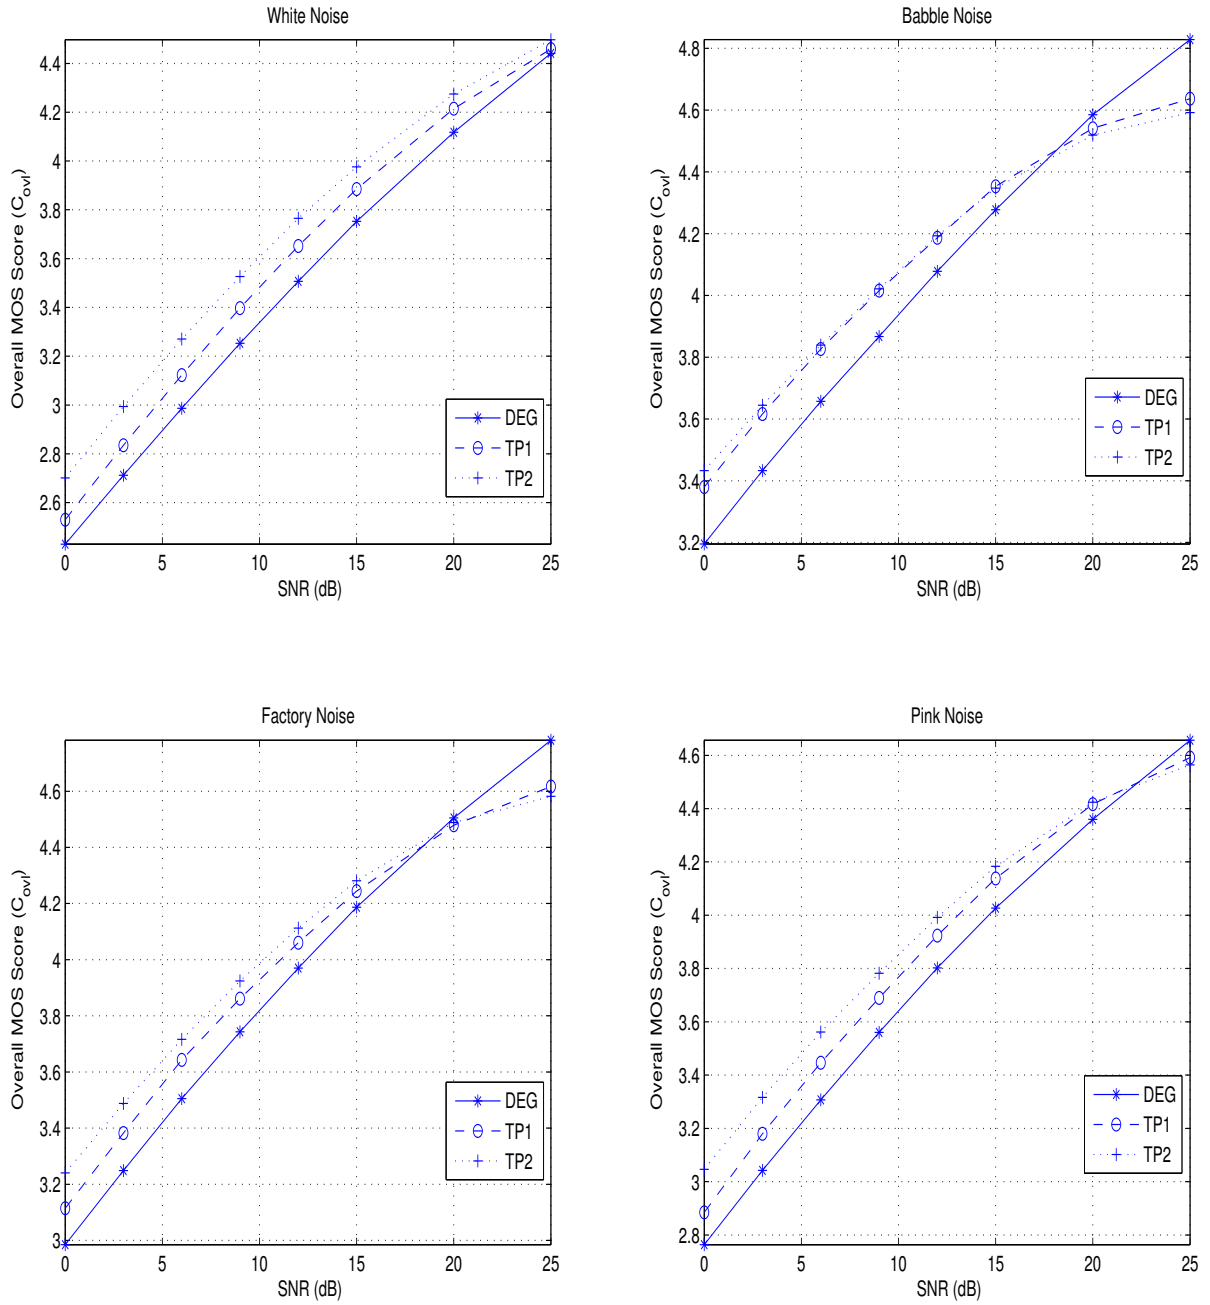 White Noise
4.4
4.2
4
3.8
3.6
3.4
3.2
3
2.8
2.6
Overall MOS Score (C_ovl)
DEG
TP1
TP2
0 5 10 15 20 25
SNR (dB)
Babble Noise
4.8
4.6
4.4
4.2
4
3.8
3.6
3.4
3.2
Overall MOS Score (C_ovl)
DEG
TP1
TP2
0 5 10 15 20 25
SNR (dB)
Factory Noise
4.6
4.4
4.2
4
3.8
3.6
3.4
3.2
3
Overall MOS Score (C_ovl)
DEG
TP1
TP2
0 5 10 15 20 25
SNR (dB)
Pink Noise
4.6
4.4
4.2
4
3.8
3.6
3.4
3.2
3
2.8
Overall MOS Score (C_ovl)
DEG
TP1
TP2
0 5 10 15 20 25
SNR (dB)